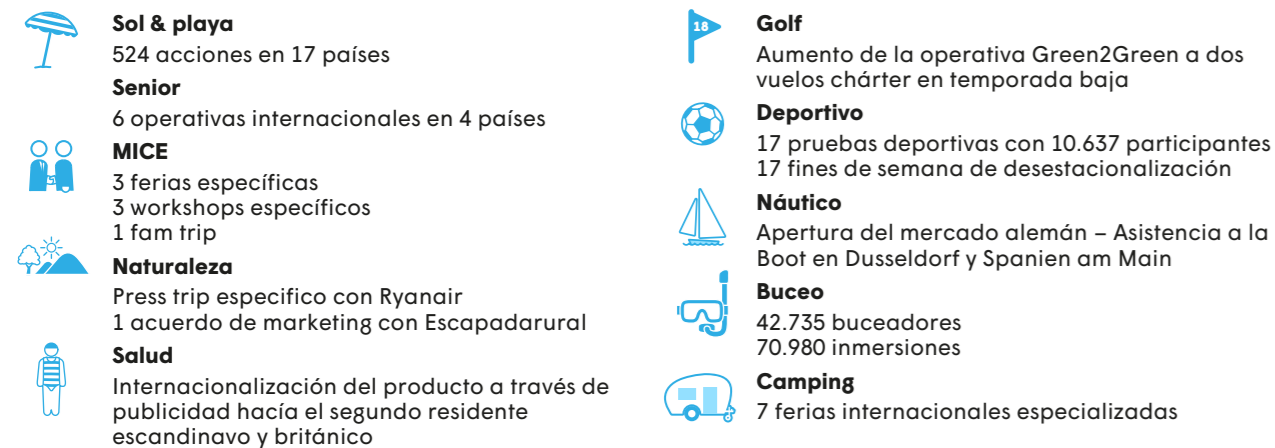 Sol & playa
524 acciones en 17 países
Senior
6 operativas internacionales en 4 países
MICE
3 ferias específicas
3 workshops específicos
1 fam trip
Naturaleza
Press trip especifico con Ryanair
1 acuerdo de marketing con Escapadarural
Salud
Internacionalización del producto a través de
publicidad hacía el segundo residente
escandinavo y británico
18
Golf
Aumento de la operativa Green2Green a dos
vuelos chárter en temporada baja
Deportivo
17 pruebas deportivas con 10.637 participantes
17 fines de semana de desestacionalización
Náutico
Apertura del mercado alemán – Asistencia a la
Boot en Dusseldorf y Spanien am Main
Buceo
42.735 buceadores
70.980 inmersiones
Camping
7 ferias internacionales especializadas